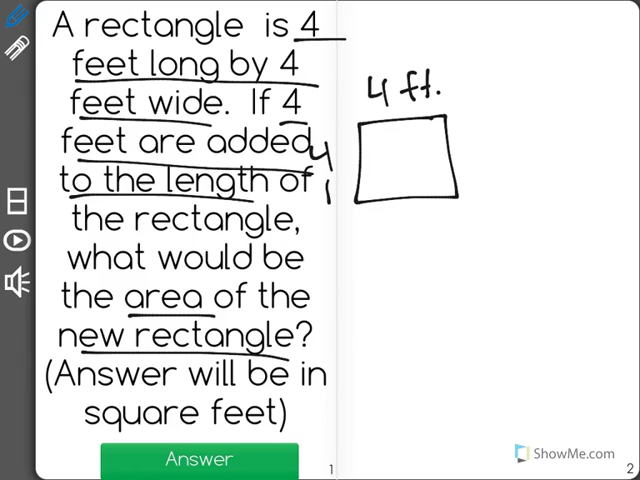 A rectangle is 4
feet long by 4
feet wide. If 4
feet are added
to the length of
the rectangle,
what would be
the area of the
new rectangle?
(Answer will be in
square feet)
Answer
1
4 ft.
4
ShowMe.com
2